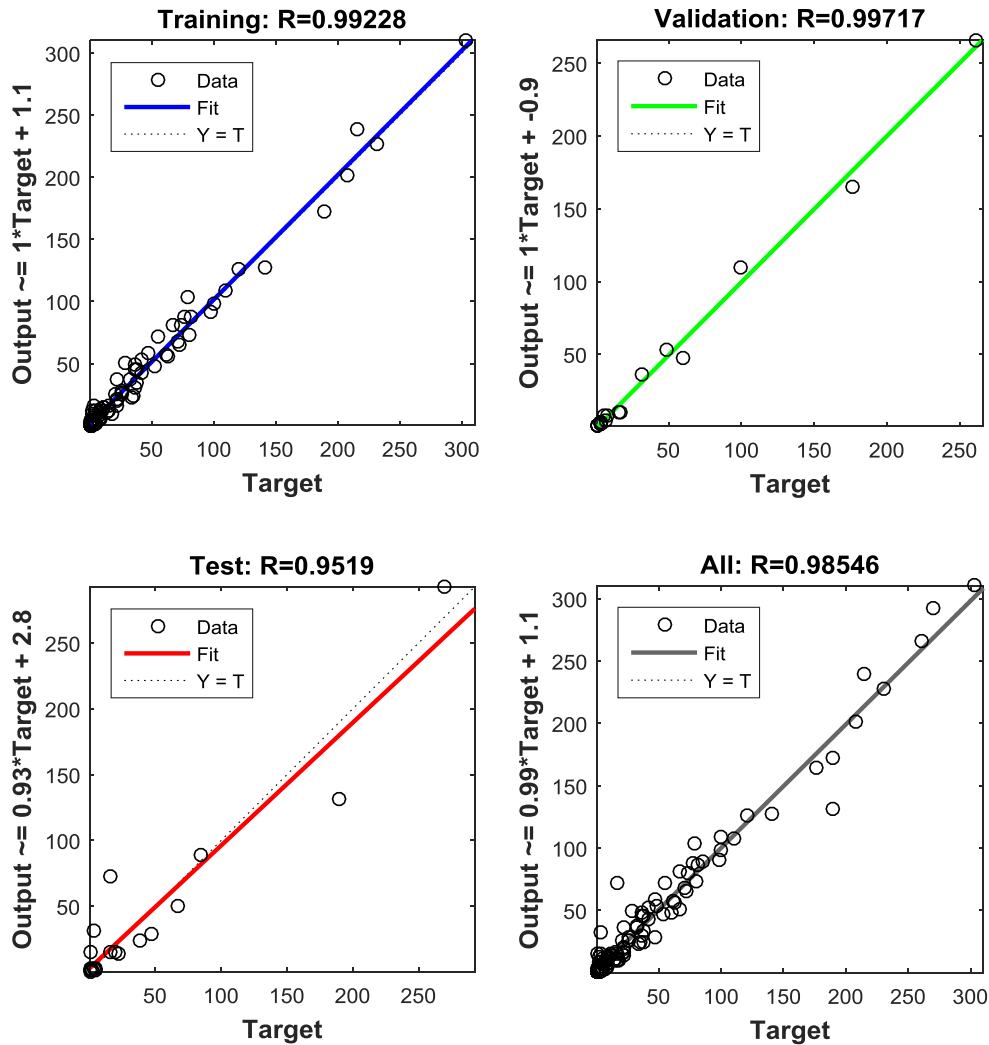 Training: R=0.99228
Output ~= 1*Target + 1.1
300
250
200
150
100
50
Data
Fit
Y = T
50
100
150
200
250
300
Target
Validation: R=0.99717
Output ~= 1*Target + -0.9
250
200
150
100
50
Data
Fit
Y = T
50
100
150
200
250
Target
Test: R=0.9519
Output ~= 0.93*Target + 2.8
250
200
150
100
50
Data
Fit
Y = T
50
100
150
200
250
Target
All: R=0.98546
Output ~= 0.99*Target + 1.1
300
250
200
150
100
50
Data
Fit
Y = T
50
100
150
200
250
300
Target